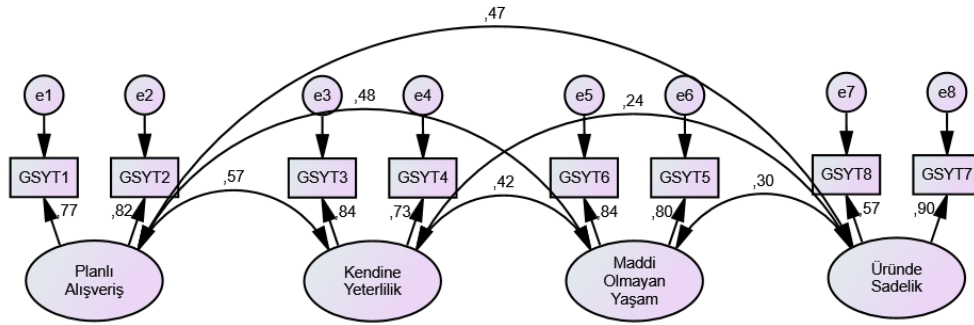 ,47
e1
e2
e3
e4
e5
e6
e7
e8
,48
,24
GSYT1
GSYT2
GSYT3
GSYT4
GSYT6
GSYT5
GSYT8
GSYT7
,57
,42
,30
,77
,82
,84
,73
,84
,80
,57
,90
Planlı
Alışveriş
Kendine
Yeterlilik
Maddi
Olmayan
Yaşam
Üründe
Sadelik